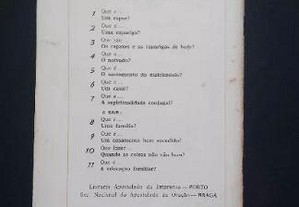 1 Que é...
Um rapaz?
2 Que é...
Uma rapariga?
3 Que são...
Os rapazes e as raparigas de hoje?
4 Que é...
O noivado?
5 Que é...
O sacramento do matrimónio?
6 Que é...
Um casal?
7 Que é...
A espiritualidade conjugal?
8 Que é...
Uma família?
9 Que é...
Um casamento bem sucedido?
10 Que fazer...
Quando as coisas não vão bem?
11 Que é...
A educação familiar?
Livraria Apostolado da Imprensa — PORTO
Sec. Nacional do Apostolado da Oração — BRAGA